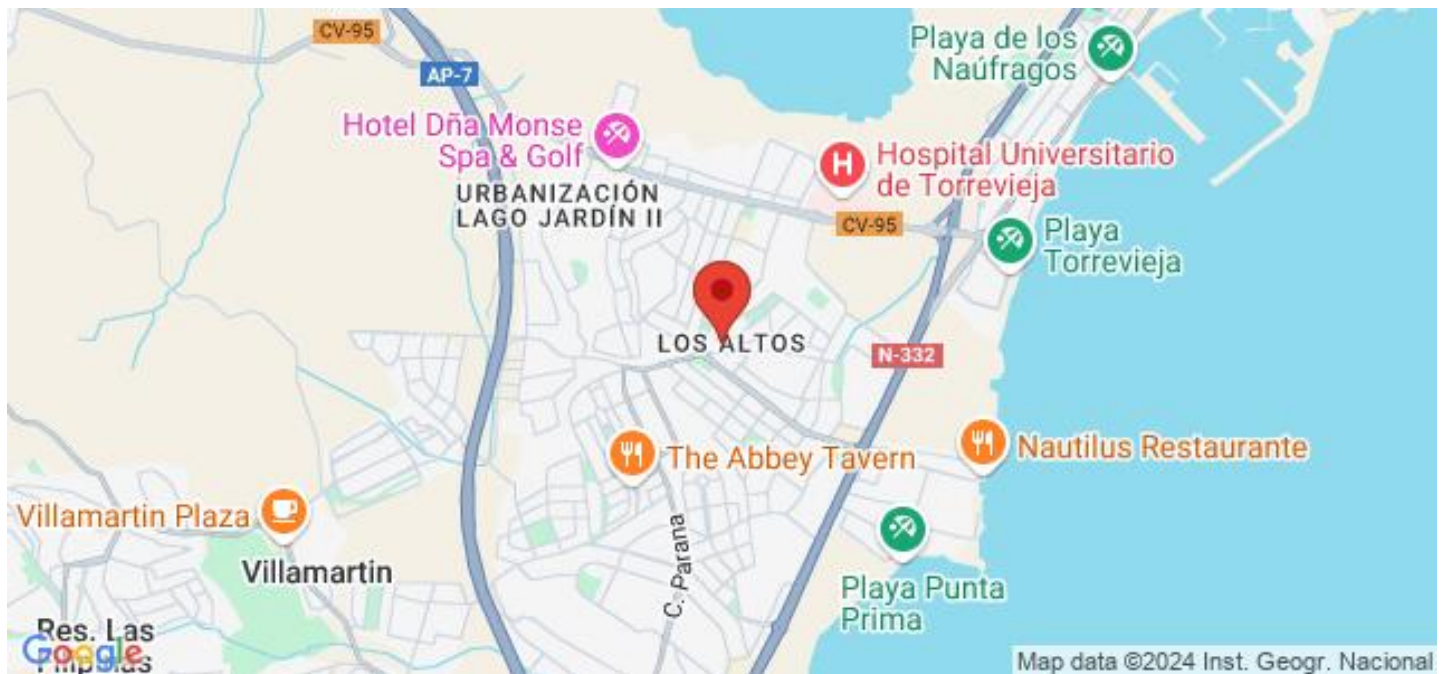 CV-95
Playa de los
Naúfragos
AP-7
Hotel Dña Monse
Spa & Golf
Hospital Universitario
de Torrevieja
URBANIZACIÓN
LAGO JARDÍN II
CV-95
Playa
Torrevieja
LOS ALTOS
N-332
The Abbey Tavern
Nautilus Restaurante
Villamartin Plaza
C. Parana
Villamartin
Playa Punta
Prima
Res. Las
Google
Map data ©2024 Inst. Geogr. Nacional